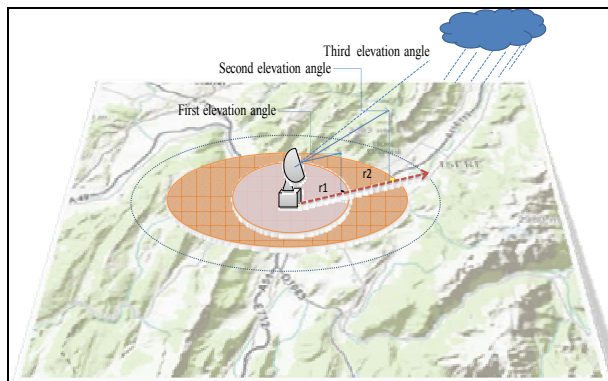 Third elevation angle
Second elevation angle
First elevation angle
r1
r2